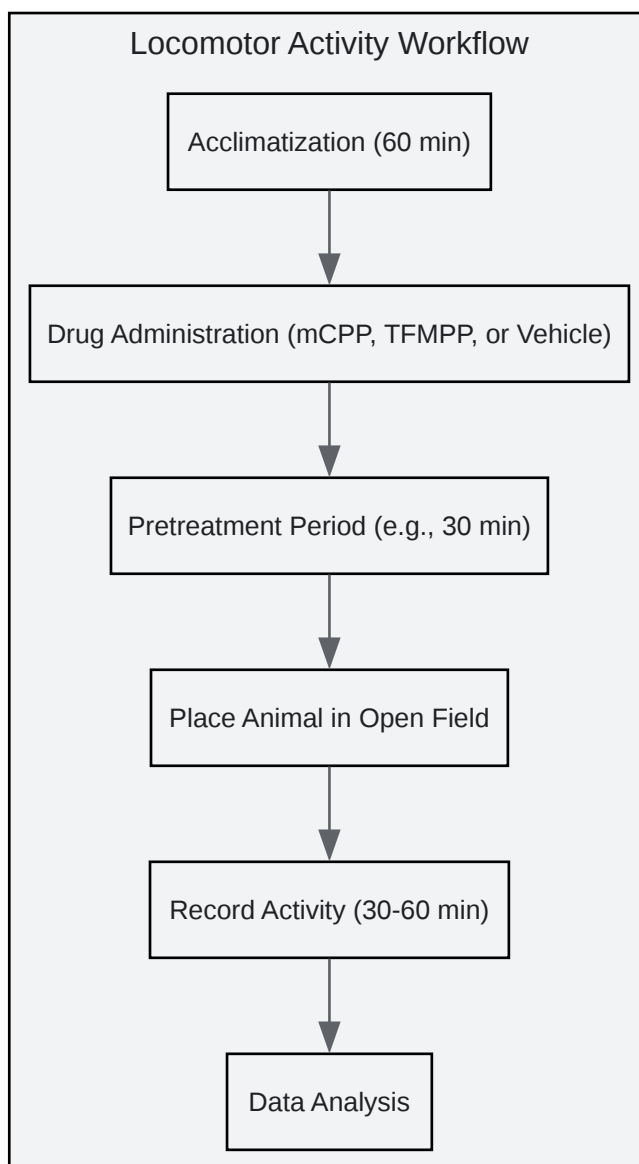 Locomotor Activity Workflow
Acclimatization (60 min)
Drug Administration (mCPP, TFMPP, or Vehicle)
Pretreatment Period (e.g., 30 min)
Place Animal in Open Field
Record Activity (30-60 min)
Data Analysis